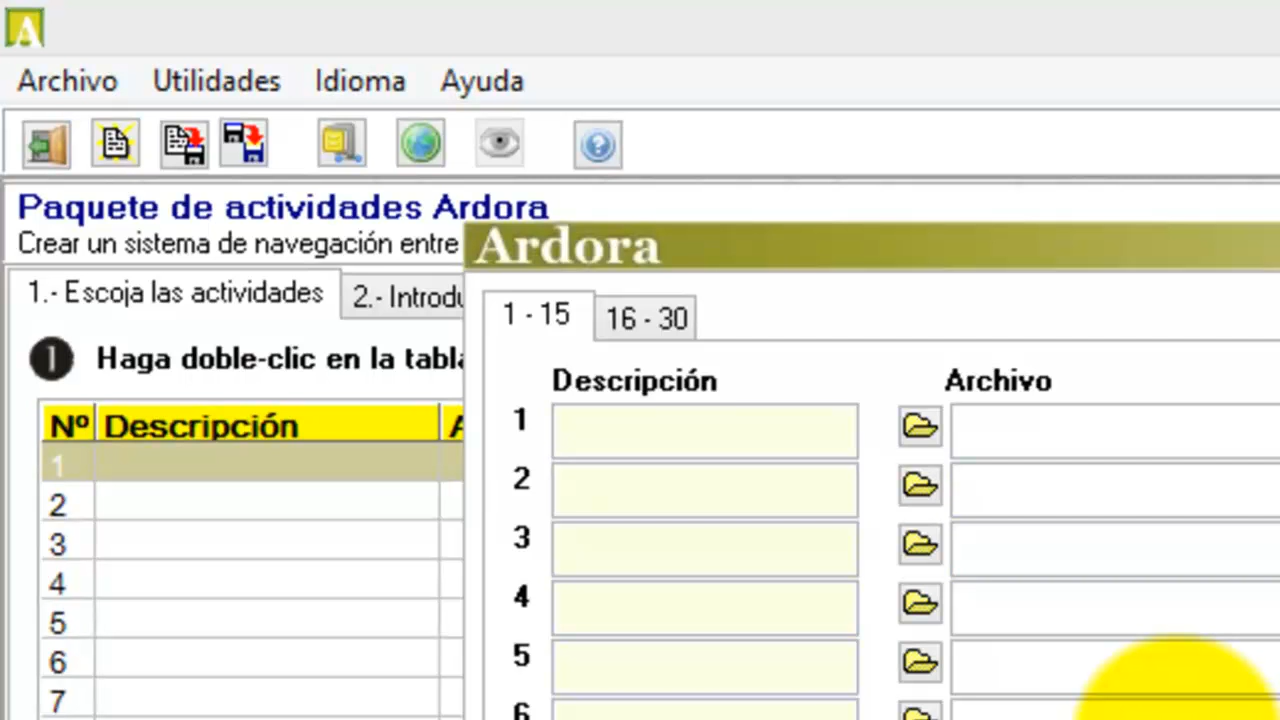 A
Archivo Utilidades Idioma Ayuda
Paquete de actividades Ardora
Crear un sistema de navegación entre
1.- Escoja las actividades 2.- Introdu
1 Haga doble-clic en la tabla
Nº Descripción A
1
2
3
4
5
6
7
Ardora
1 - 15 16 - 30
Descripción Archivo
1
2
3
4
5
6